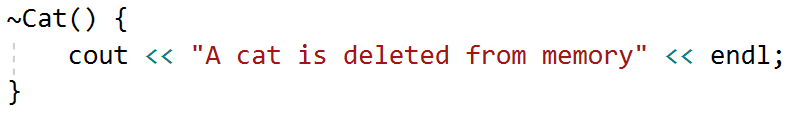 ~Cat() {
    cout << "A cat is deleted from memory" << endl;
}